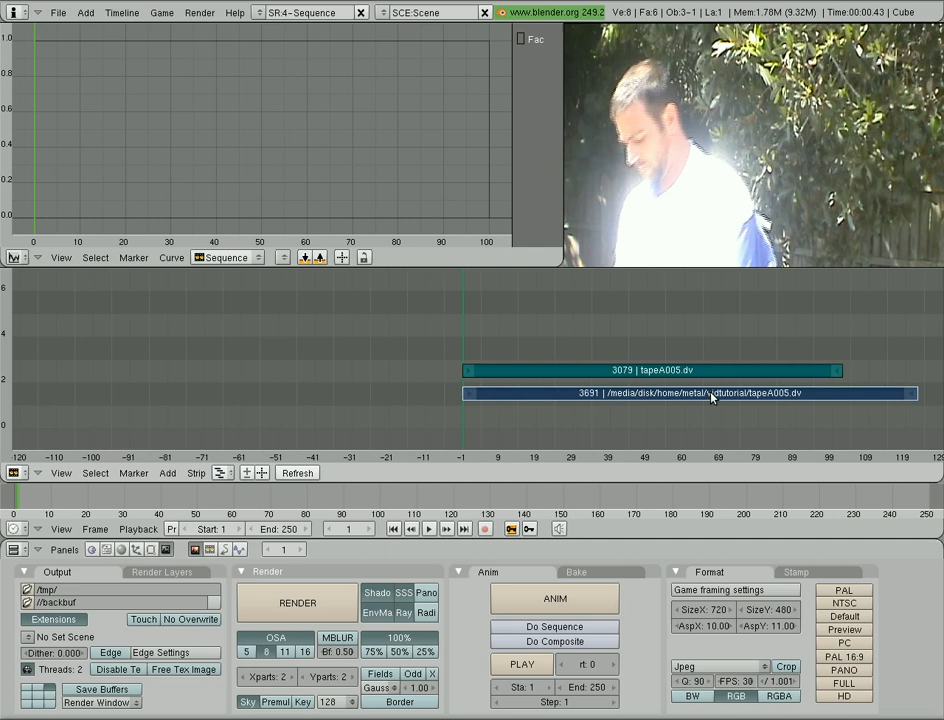 File Add Timeline Game Render Help SR:4-Sequence SCE:Scene www.blender.org 249.2 Ve:8 | Fa:6 | Ob:3-1 | La:1 | Mem:1.78M (9.32M) | Time:00:00.43 | Cube
1.0
0.8
0.6
0.4
0.2
0.0
Fac
0 10 20 30 40 50 60 70 80 90 100
View Select Marker Curve Sequence
6
4
2
0
3079 | tapeA005.dv
3691 | /media/disk/home/metal/vidtutorial/tapeA005.dv
-120 -110 -100 -90 -80 -71 -61 -51 -41 -31 -21 -11 -1 9 19 29 39 49 59 69 79 89 99 109 119 129
View Select Marker Add Strip Refresh
0 10 20 30 40 50 60 70 80 90 100 110 120 130 140 150 160 170 180 190 200 210 220 230 240 250
View Frame Playback Pr Start: 1 End: 250 1
Panels 1
Output Render Layers Render Anim Bake Format Stamp
/tmp/
//backbuf
Extensions Touch No Overwrite
No Set Scene
Dither: 0.000 Edge Edge Settings
Threads: 2 Disable Te Free Tex Image
Save Buffers
Render Window
RENDER
Shado SSS Pano
EnvMa Ray Radi
OSA MBLUR 100%
5 8 11 16 Bf: 0.50 75% 50% 25%
Xparts: 2 Yparts: 2 Fields Odd X
Gauss 1.00
Sky Premul Key 128 Border
ANIM
Do Sequence
Do Composite
PLAY rt: 0
Sta: 1 End: 250
Step: 1
Game framing settings
SizeX: 720 SizeY: 480
AspX: 10.00 AspY: 11.00
Jpeg Crop
Q: 90 FPS: 30 / 1.001
BW RGB RGBA
PAL
NTSC
Default
Preview
PC
PAL 16:9
PANO
FULL
HD